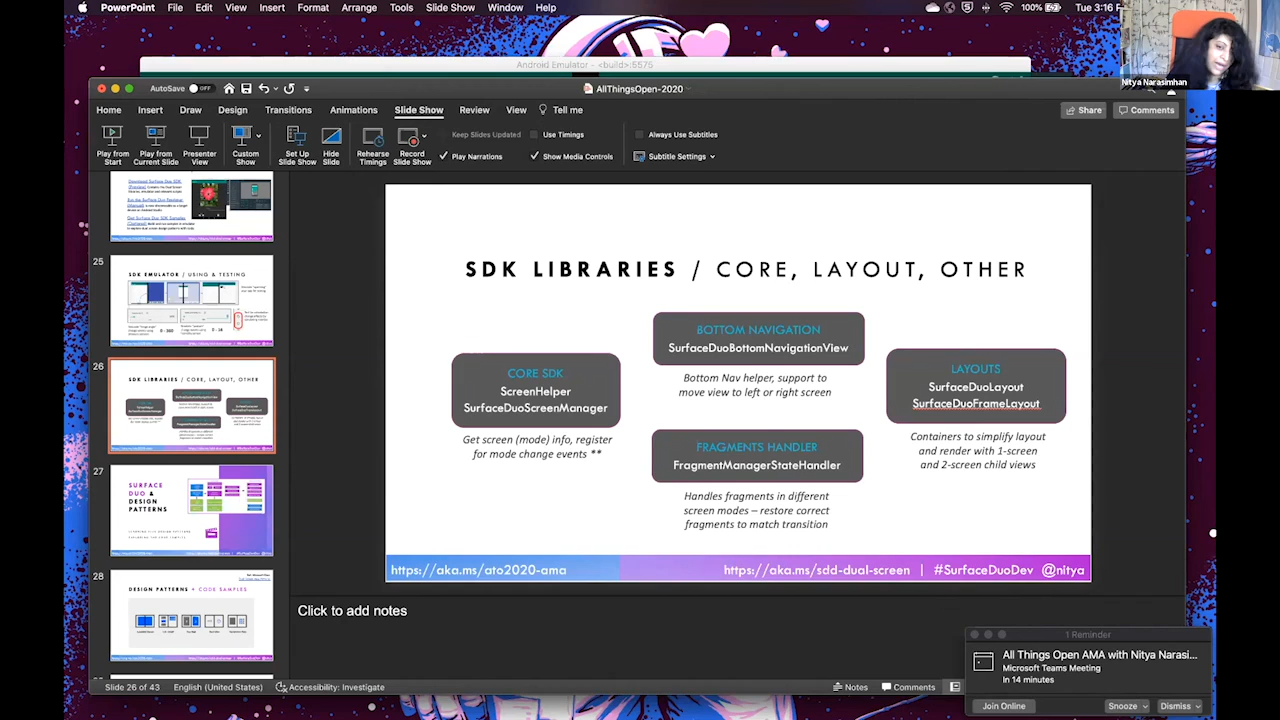 PowerPoint File Edit View Insert Format Arrange Tools Slide Show Window Help 100% Tue 3:16 P
Android Emulator - <build>:5575
Nitya Narasimhan
AutoSave OFF AllThingsOpen-2020
Home Insert Draw Design Transitions Animations Slide Show Review View Tell me Share Comments
Keep Slides Updated Use Timings Always Use Subtitles
Play from Start Play from Current Slide Presenter View Custom Show Set Up Slide Show Hide Slide Rehearse Timings Record Slide Show Play Narrations Show Media Controls Subtitle Settings
25
SDK EMULATOR / USING & TESTING
26
SDK LIBRARIES / CORE, LAYOUT, OTHER
27
SURFACE
DUO &
DESIGN
PATTERNS
28
DESIGN PATTERNS + CODE SAMPLES
SDK LIBRARIES / CORE, LAYOUT, OTHER
CORE SDK
ScreenHelper
SurfaceDuoScreenManager
Get screen (mode) info, register
for mode change events **
BOTTOM NAVIGATION
SurfaceDuoBottomNavigationView
Bottom Nav helper, support to
move view to left or right screen
FRAGMENTS HANDLER
FragmentManagerStateHandler
Handles fragments in different
screen modes – restore correct
fragments to match transition
LAYOUTS
SurfaceDuoLayout
SurfaceDuoFrameLayout
Containers to simplify layout
and render with 1-screen
and 2-screen child views
https://aka.ms/ato2020-ama https://aka.ms/sdd-dual-screen | #SurfaceDuoDev @nitya
Click to add notes
1 Reminder
All Things Open AMA with Nitya Narasi...
Microsoft Teams Meeting
in 14 minutes
Join Online Snooze Dismiss
Slide 26 of 43 English (United States) Accessibility: Investigate Notes Comments